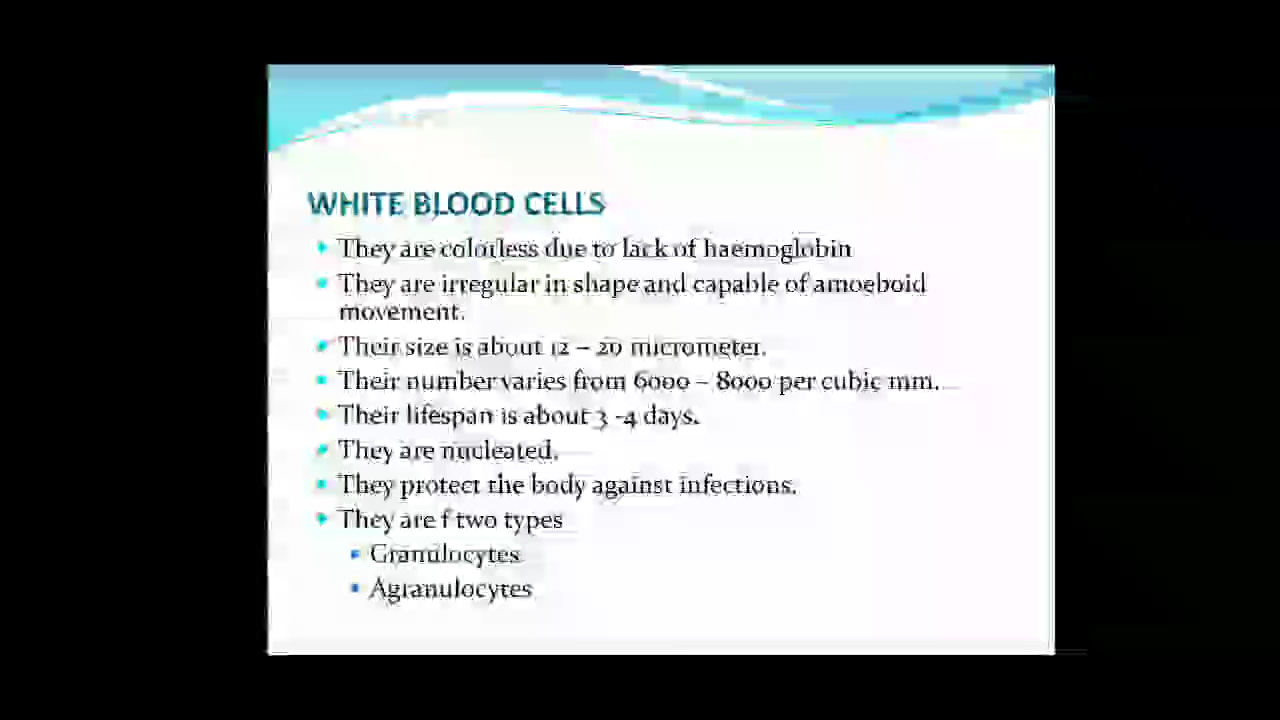 WHITE BLOOD CELLS
They are colorless due to lack of haemoglobin
They are irregular in shape and capable of amoeboid
movement.
Their size is about 12 – 20 micrometer.
Their number varies from 6000 – 8000 per cubic mm.
Their lifespan is about 3 -4 days.
They are nucleated.
They protect the body against infections.
They are f two types
Granulocytes
Agranulocytes